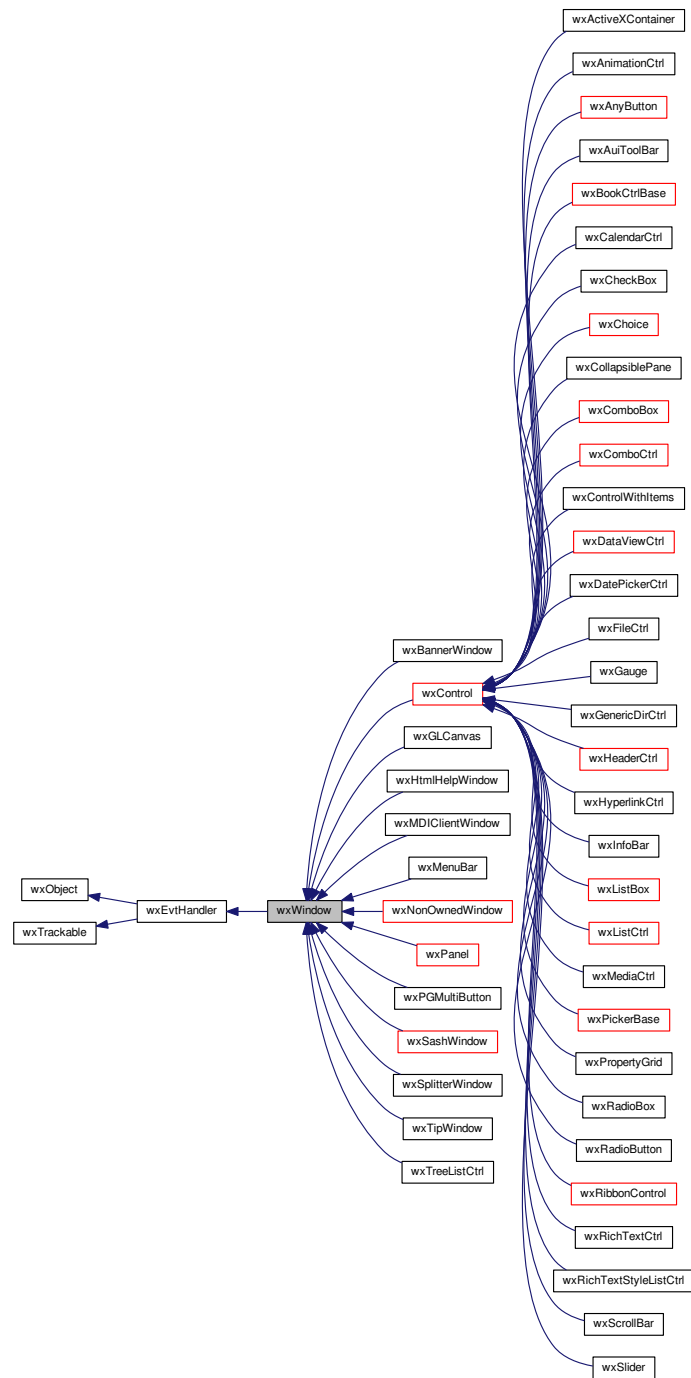 wxObject
wxTrackable
wxEvtHandler
wxWindow
wxBannerWindow
wxControl
wxGLCanvas
wxHtmlHelpWindow
wxMDIClientWindow
wxMenuBar
wxNonOwnedWindow
wxPanel
wxPGMultiButton
wxSashWindow
wxSplitterWindow
wxTipWindow
wxTreeListCtrl
wxActiveXContainer
wxAnimationCtrl
wxAnyButton
wxAuiToolBar
wxBookCtrlBase
wxCalendarCtrl
wxCheckBox
wxChoice
wxCollapsiblePane
wxComboBox
wxComboCtrl
wxControlWithItems
wxDataViewCtrl
wxDatePickerCtrl
wxFileCtrl
wxGauge
wxGenericDirCtrl
wxHeaderCtrl
wxHyperlinkCtrl
wxInfoBar
wxListBox
wxListCtrl
wxMediaCtrl
wxPickerBase
wxPropertyGrid
wxRadioBox
wxRadioButton
wxRibbonControl
wxRichTextCtrl
wxRichTextStyleListCtrl
wxScrollBar
wxSlider